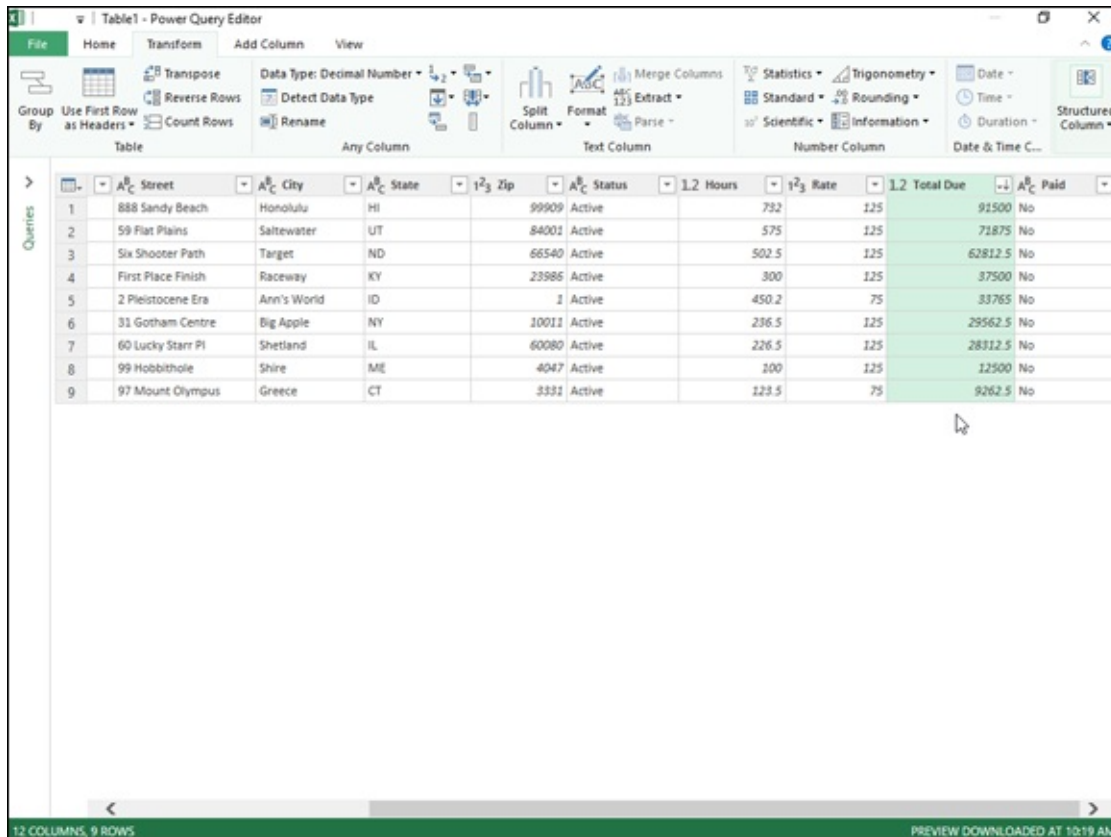 Table1 - Power Query Editor
File Home Transform Add Column View
Transpose Data Type: Decimal Number Merge Columns Statistics Trigonometry Date
Group By Use First Row as Headers Reverse Rows Detect Data Type Split Column Format Extract Standard Rounding Time Structured Column
Count Rows Rename Parse Scientific Information Duration
Table Any Column Text Column Number Column Date & Time C...
Queries
Street City State Zip Status 1.2 Hours Rate 1.2 Total Due Paid
1 888 Sandy Beach Honolulu HI 99909 Active 732 125 91500 No
2 59 Flat Plains Saltewater UT 84001 Active 575 125 71875 No
3 Six Shooter Path Target ND 66540 Active 502.5 125 62812.5 No
4 First Place Finish Raceway KY 23986 Active 300 125 37500 No
5 2 Pleistocene Era Ann's World ID 1 Active 450.2 75 33765 No
6 31 Gotham Centre Big Apple NY 10011 Active 236.5 125 29562.5 No
7 60 Lucky Starr Pl Shetland IL 60080 Active 226.5 125 28312.5 No
8 99 Hobbithole Shire ME 4047 Active 100 125 12500 No
9 97 Mount Olympus Greece CT 3331 Active 123.5 75 9262.5 No
12 COLUMNS, 9 ROWS PREVIEW DOWNLOADED AT 10:19 AM